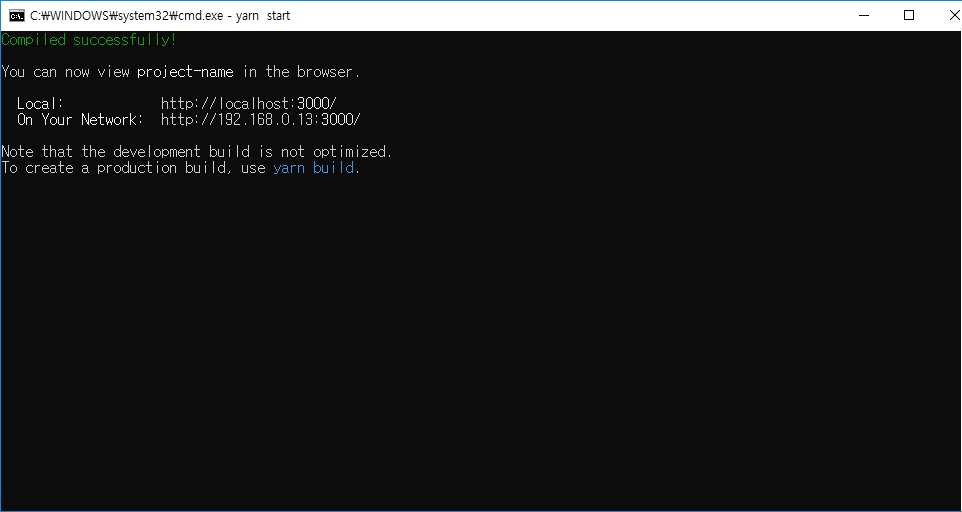 C:₩WINDOWS₩system32₩cmd.exe - yarn  start
Compiled successfully!
You can now view project-name in the browser.
Local:            http://localhost:3000/
On Your Network:  http://192.168.0.13:3000/
Note that the development build is not optimized.
To create a production build, use yarn build.